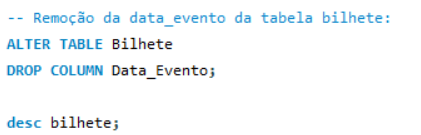 -- Remoção da data_evento da tabela bilhete:
ALTER TABLE Bilhete
DROP COLUMN Data_Evento;
desc bilhete;